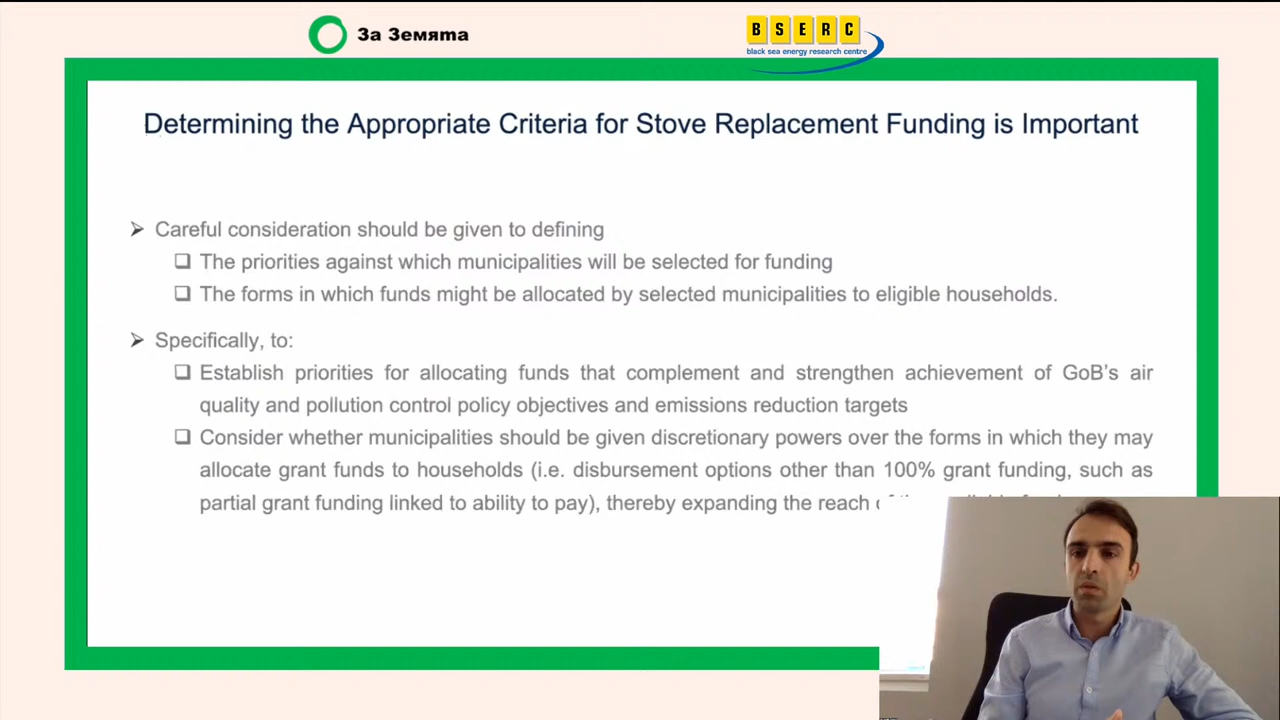 За Земята
BSERC
black sea energy research centre
Determining the Appropriate Criteria for Stove Replacement Funding is Important
➢ Careful consideration should be given to defining
❑ The priorities against which municipalities will be selected for funding
❑ The forms in which funds might be allocated by selected municipalities to eligible households.
➢ Specifically, to:
❑ Establish priorities for allocating funds that complement and strengthen achievement of GoB's air
quality and pollution control policy objectives and emissions reduction targets
❑ Consider whether municipalities should be given discretionary powers over the forms in which they may
allocate grant funds to households (i.e. disbursement options other than 100% grant funding, such as
partial grant funding linked to ability to pay), thereby expanding the reach